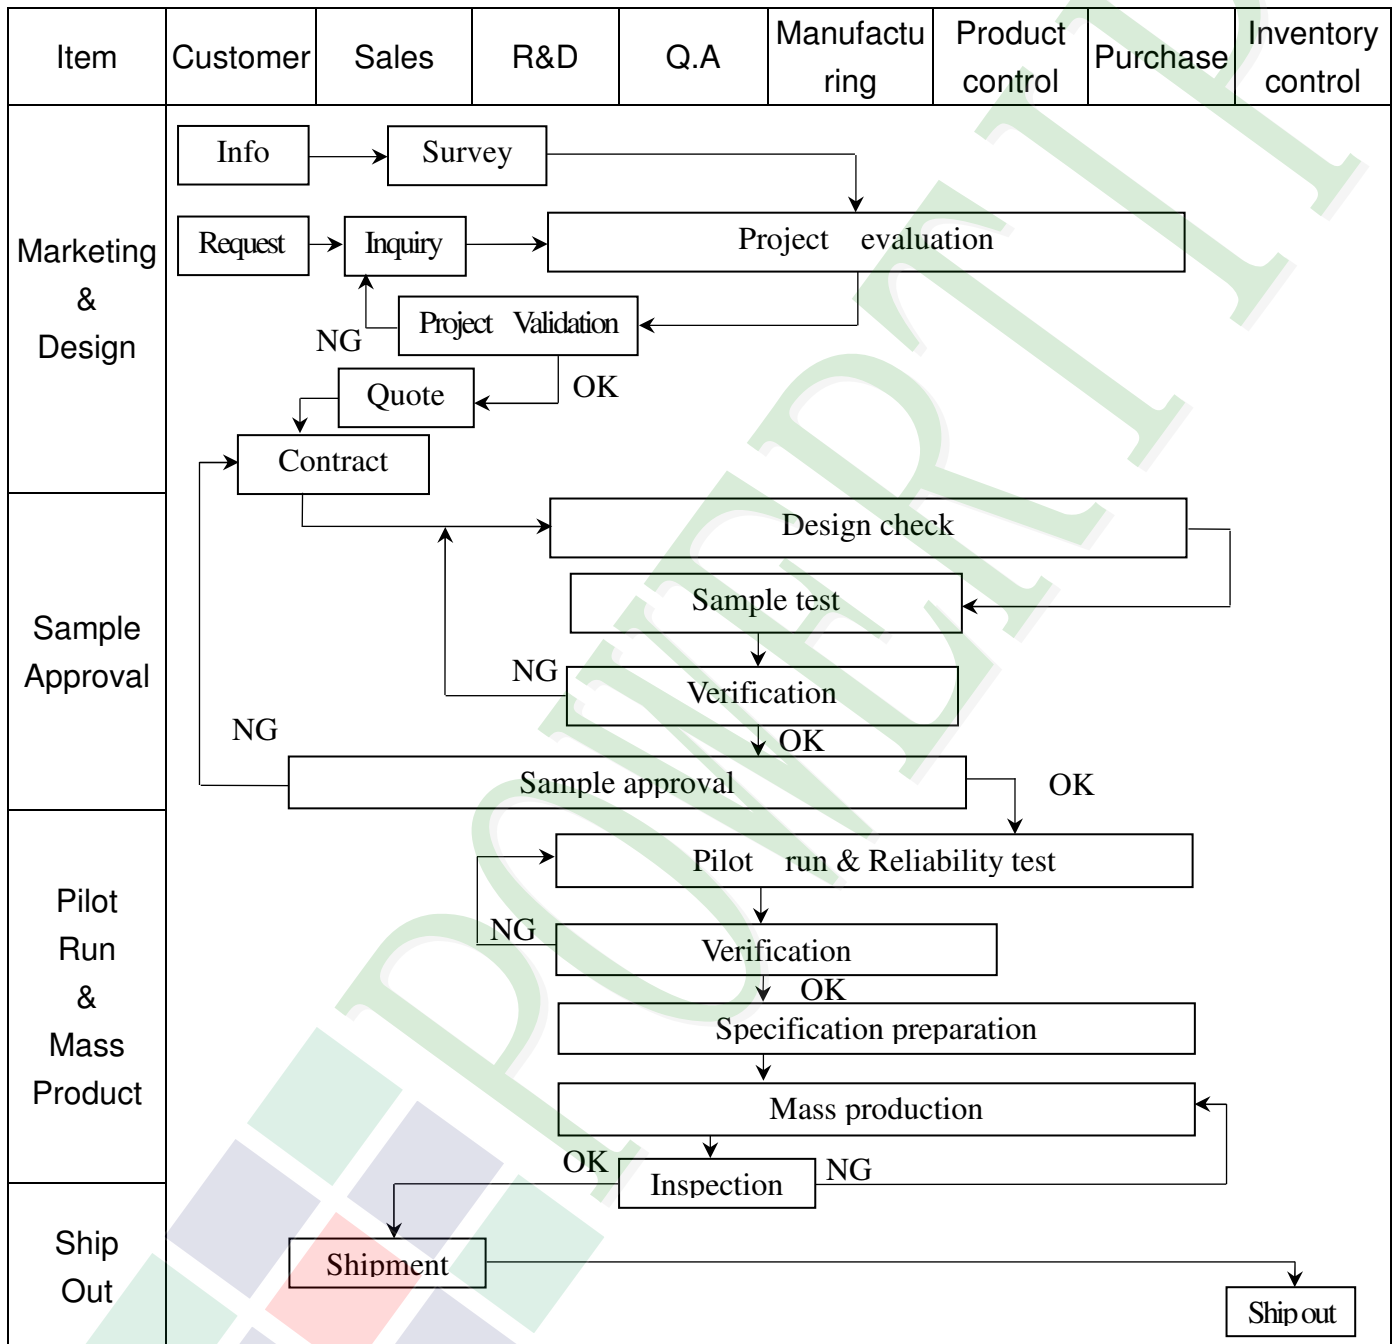 Item
Customer
Sales
R&D
Q.A
Manufactu
ring
Product
control
Purchase
Inventory
control
Marketing
&
Design
Info
Survey
Request
Inquiry
Project evaluation
NG
Project Validation
Quote
OK
Contract
Sample
Approval
Design check
Sample test
NG
Verification
NG
OK
Sample approval
OK
Pilot
Run
&
Mass
Product
Pilot run & Reliability test
NG
Verification
OK
Specification preparation
Mass production
OK
Inspection
NG
Ship
Out
Shipment
Ship out
POWERTIP